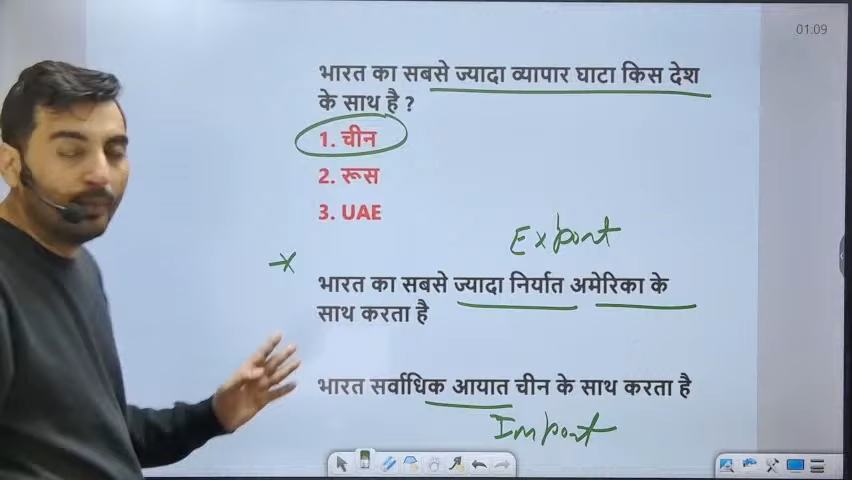 01:09
भारत का सबसे ज्यादा व्यापार घाटा किस देश
के साथ है ?
1. चीन
2. रूस
3. UAE
Export
भारत का सबसे ज्यादा निर्यात अमेरिका के
साथ करता है
भारत सर्वाधिक आयात चीन के साथ करता है
Import